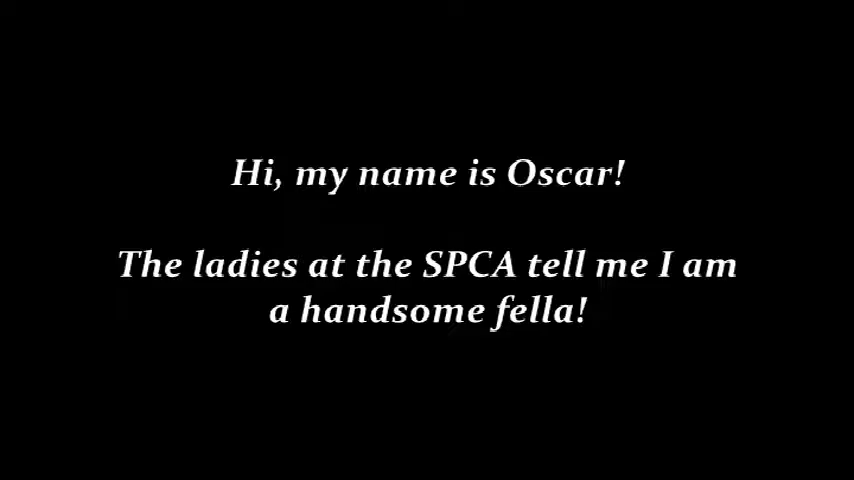 Hi, my name is Oscar!
The ladies at the SPCA tell me I am
a handsome fella!